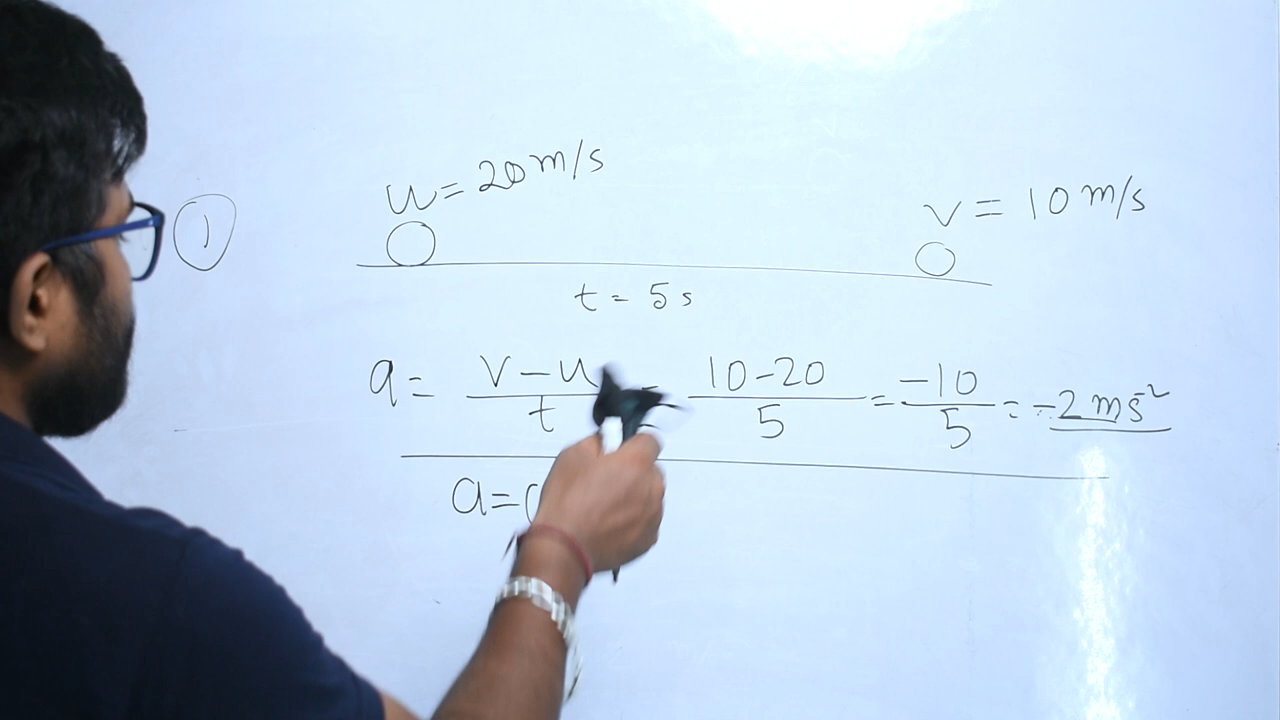 ①
u = 20 m/s
v = 10 m/s
t = 5 s
a = v-u/t = 10-20/5 = -10/5 = -2 ms⁻²
a =